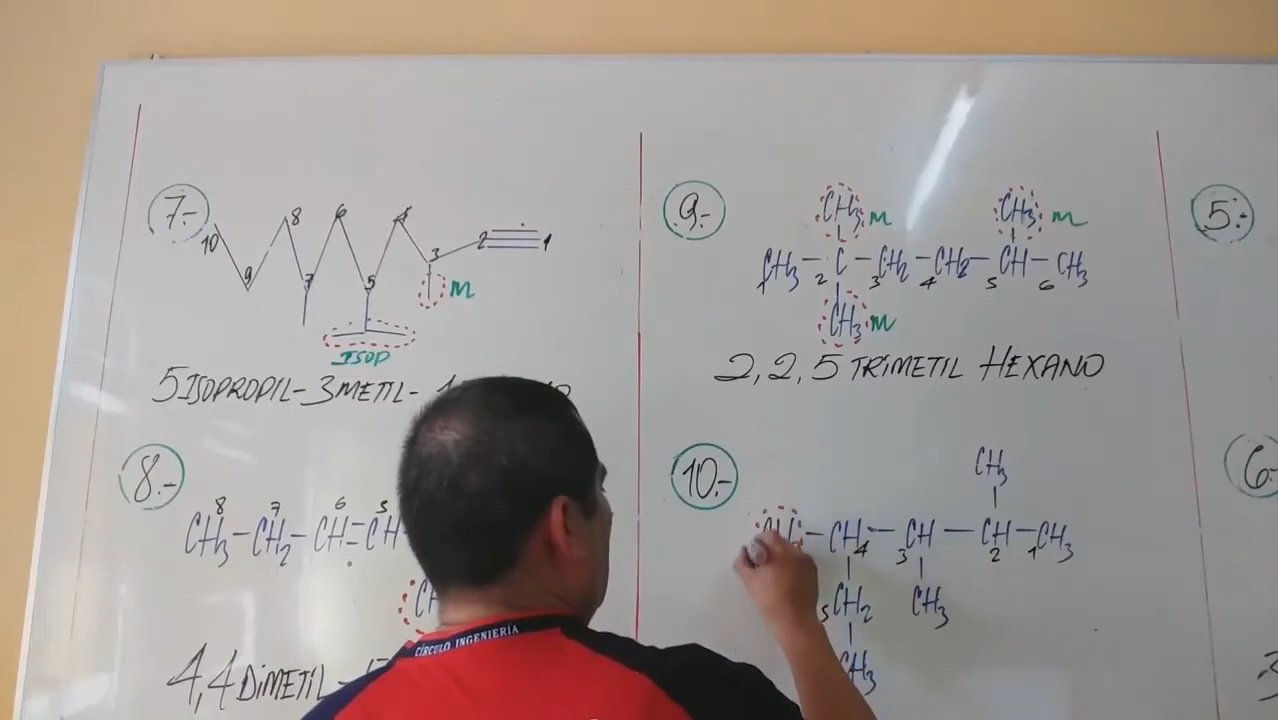 7.-
10 9 8 7 6 5 4 3 2 1
M
ISOP
5 ISOPROPIL-3METIL-1
8.-
8 7 6 5
CH3-CH2-CH=CH
4,4 DIMETIL-
CÍRCULO INGENIERÍA
9.-
CH3 M CH3 M
CH3-C-CH2-CH2-CH-CH3
1 2 3 4 5 6
CH3 M
2,2,5 TRIMETIL HEXANO
10.-
CH3
CH-CH-CH-CH3
4 3 2 1
5 CH2 CH3
CH3
5.-
6.-
3